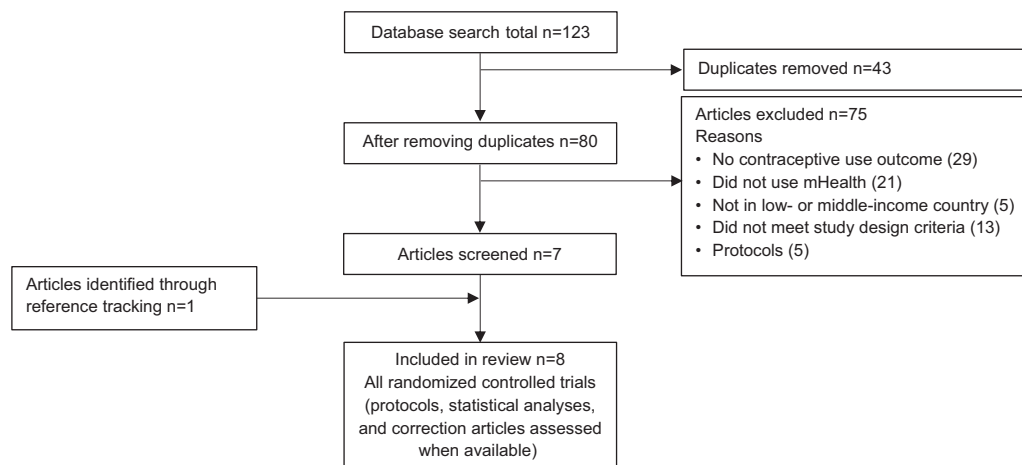 Database search total n=123
Duplicates removed n=43
Articles excluded n=75
Reasons
• No contraceptive use outcome (29)
• Did not use mHealth (21)
• Not in low- or middle-income country (5)
• Did not meet study design criteria (13)
• Protocols (5)
After removing duplicates n=80
Articles screened n=7
Articles identified through
reference tracking n=1
Included in review n=8
All randomized controlled trials
(protocols, statistical analyses,
and correction articles assessed
when available)